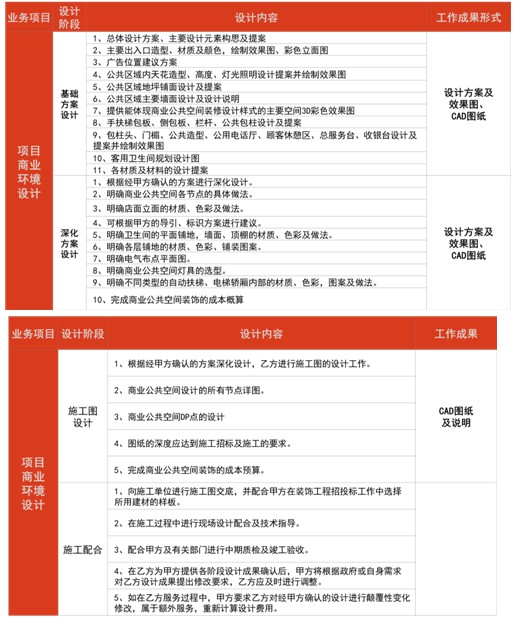 业务项目 设计阶段 设计内容 工作成果形式
项目商业环境设计
基础方案设计
1、总体设计方案、主要设计元素构思及提案
2、主要出入口造型、材质及颜色，绘制效果图、彩色立面图
3、广告位置建议方案
4、公共区域内天花造型、高度、灯光照明设计提案并绘制效果图
5、公共区域地坪铺面设计及提案
6、公共区域主要墙面设计及设计说明
7、提供能体现商业公共空间装修设计样式的主要空间3D彩色效果图
8、手扶梯包板、侧包板、栏杆、公共包柱设计及提案
9、包柱头、门楣、公共造型、公用电话厅、顾客休憩区、总服务台、收银台设计及
提案并绘制效果图
10、客用卫生间规划设计图
11、各材质及材料的设计提案
设计方案及
效果图、
CAD图纸
深化方案设计
1、根据经甲方确认的方案进行深化设计。
2、明确商业公共空间各节点的具体做法。
3、明确店面立面的材质、色彩及做法。
4、可根据甲方的导引、标识方案进行建议。
5、明确卫生间的平面铺地，墙面、顶棚的材质、色彩及做法。
6、明确各层铺地的材质、色彩、铺装图案。
7、明确电气布点平面图。
8、明确商业公共空间灯具的选型。
9、明确不同类型的自动扶梯、电梯轿厢内部的材质、色彩，图案及做法。
10、完成商业公共空间装饰的成本概算
设计方案及
效果图、
CAD图纸
业务项目 设计阶段 设计内容 工作成果
项目
商业
环境
设计
施工图
设计
1、根据经甲方确认的方案深化设计，乙方进行施工图的设计工作。
2、商业公共空间设计的所有节点详图。
3、商业公共空间DP点的设计
4、图纸的深度应达到施工招标及施工的要求。
5、完成商业公共空间装饰的成本预算。
CAD图纸
及说明
施工配合
1、向施工单位进行施工图交底，并配合甲方在装饰工程招投标工作中选择
所用建材的样板。
2、在施工过程中进行现场设计配合及技术指导。
3、配合甲方及有关部门进行中期质检及竣工验收。
4、在乙方为甲方提供各阶段设计成果确认后，甲方将根据政府或自身需求
对乙方设计成果提出修改要求，乙方应及时进行调整。
5、如在乙方服务过程中，甲方要求乙方对经甲方确认的设计进行颠覆性变化
修改，属于额外服务，重新计算设计费用。